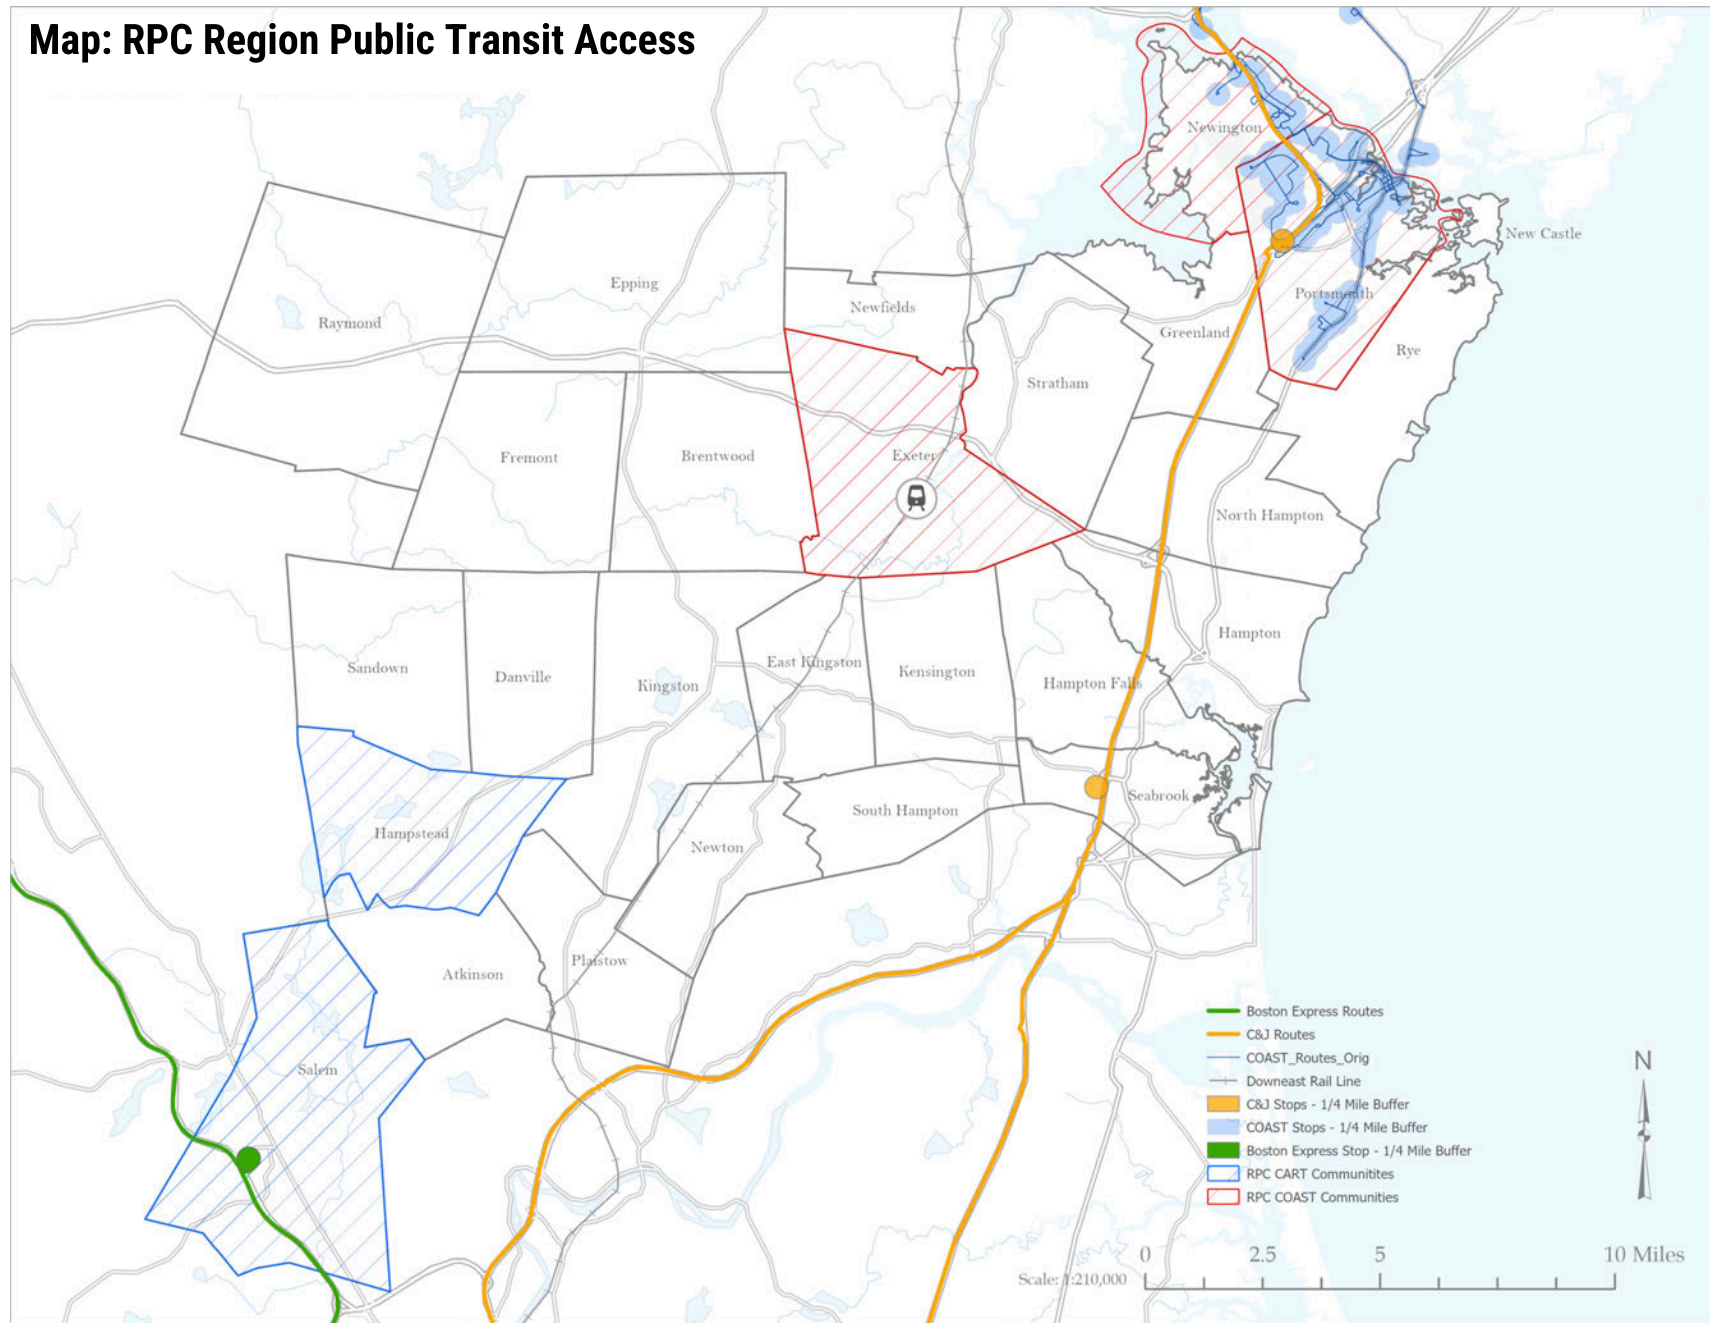 Map: RPC Region Public Transit Access
Newington
New Castle
Epping
Portsmouth
Newfields
Raymond
Greenland
Rye
Stratham
Exeter
Fremont
Brentwood
North Hampton
Hampton
East Kingston
Sandown
Kensington
Danville
Kingston
Hampton Falls
Seabrook
South Hampton
Hampstead
Newton
Plaistow
Atkinson
Salem
Boston Express Routes
C&J Routes
COAST_Routes_Orig
Downeast Rail Line
C&J Stops - 1/4 Mile Buffer
COAST Stops - 1/4 Mile Buffer
Boston Express Stop - 1/4 Mile Buffer
RPC CART Communitites
RPC COAST Communities
N
0 2.5 5 10 Miles
Scale: 1:210,000